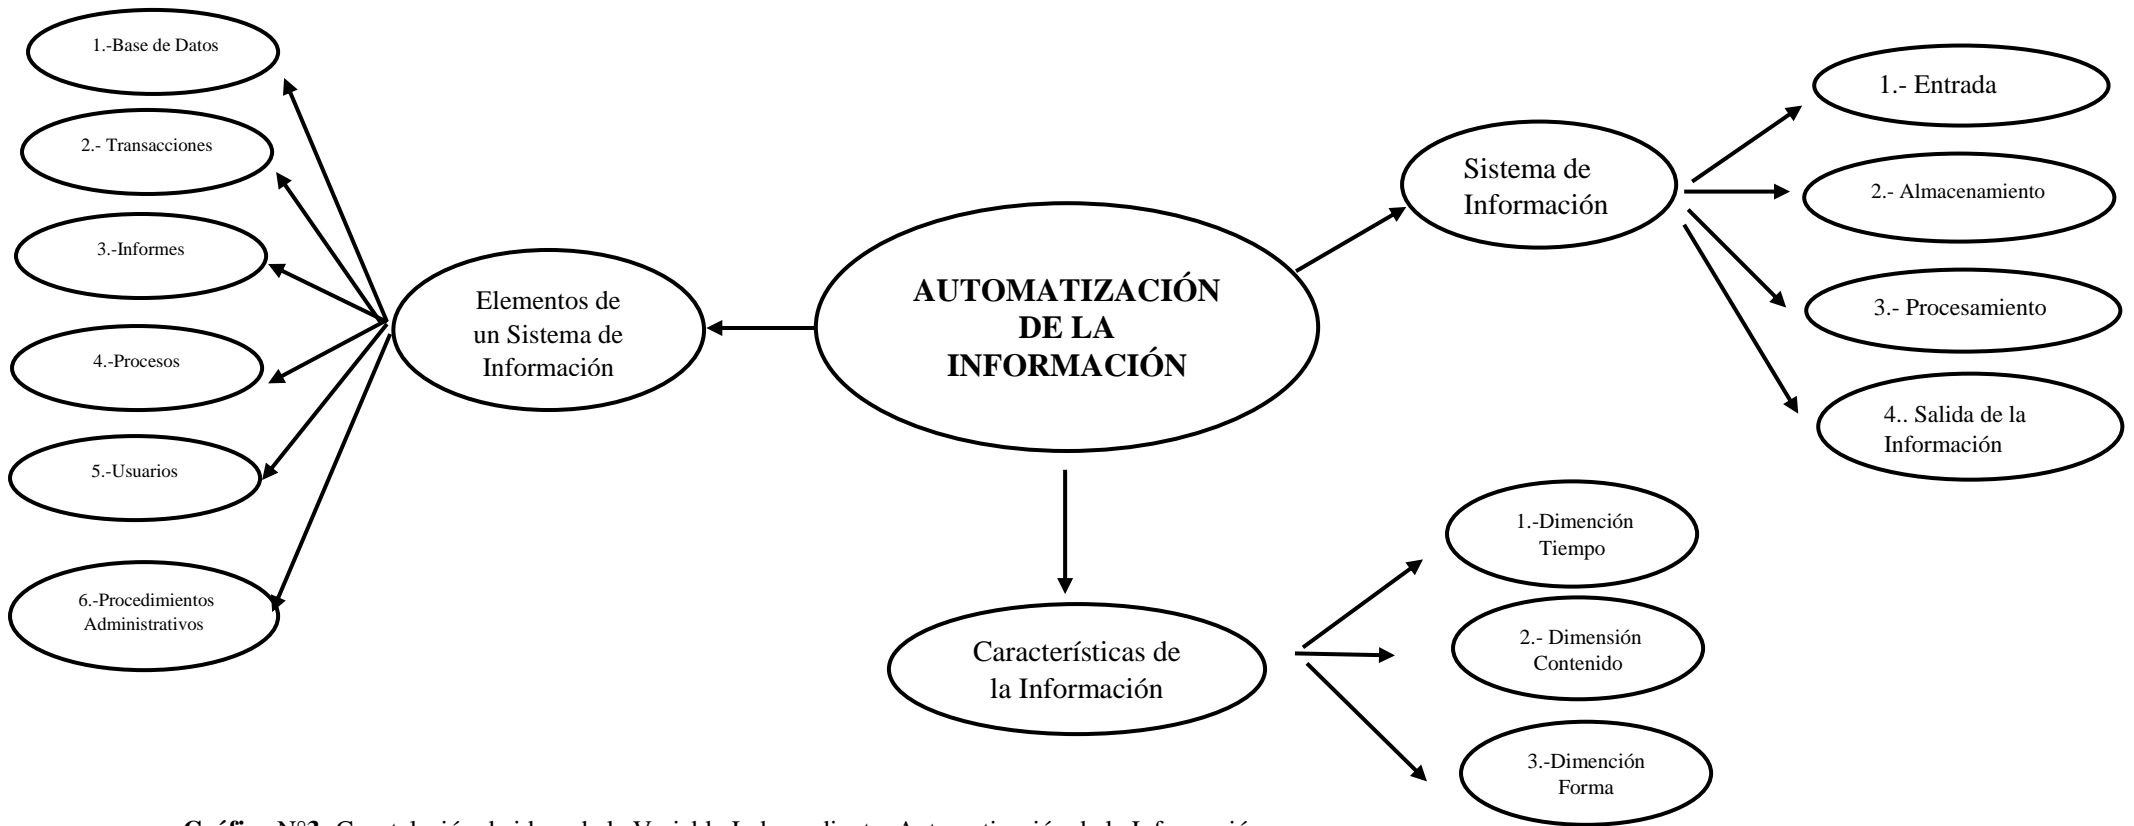 1.-Base de Datos
2.- Transacciones
3.-Informes
4.-Procesos
5.-Usuarios
6.-Procedimientos
Administrativos
Elementos de
un Sistema de
Información
AUTOMATIZACIÓN
DE LA
INFORMACIÓN
Sistema de
Información
1.- Entrada
2.- Almacenamiento
3.- Procesamiento
4.. Salida de la
Información
Características de
la Información
1.-Dimención
Tiempo
2.- Dimensión
Contenido
3.-Dimención
Forma